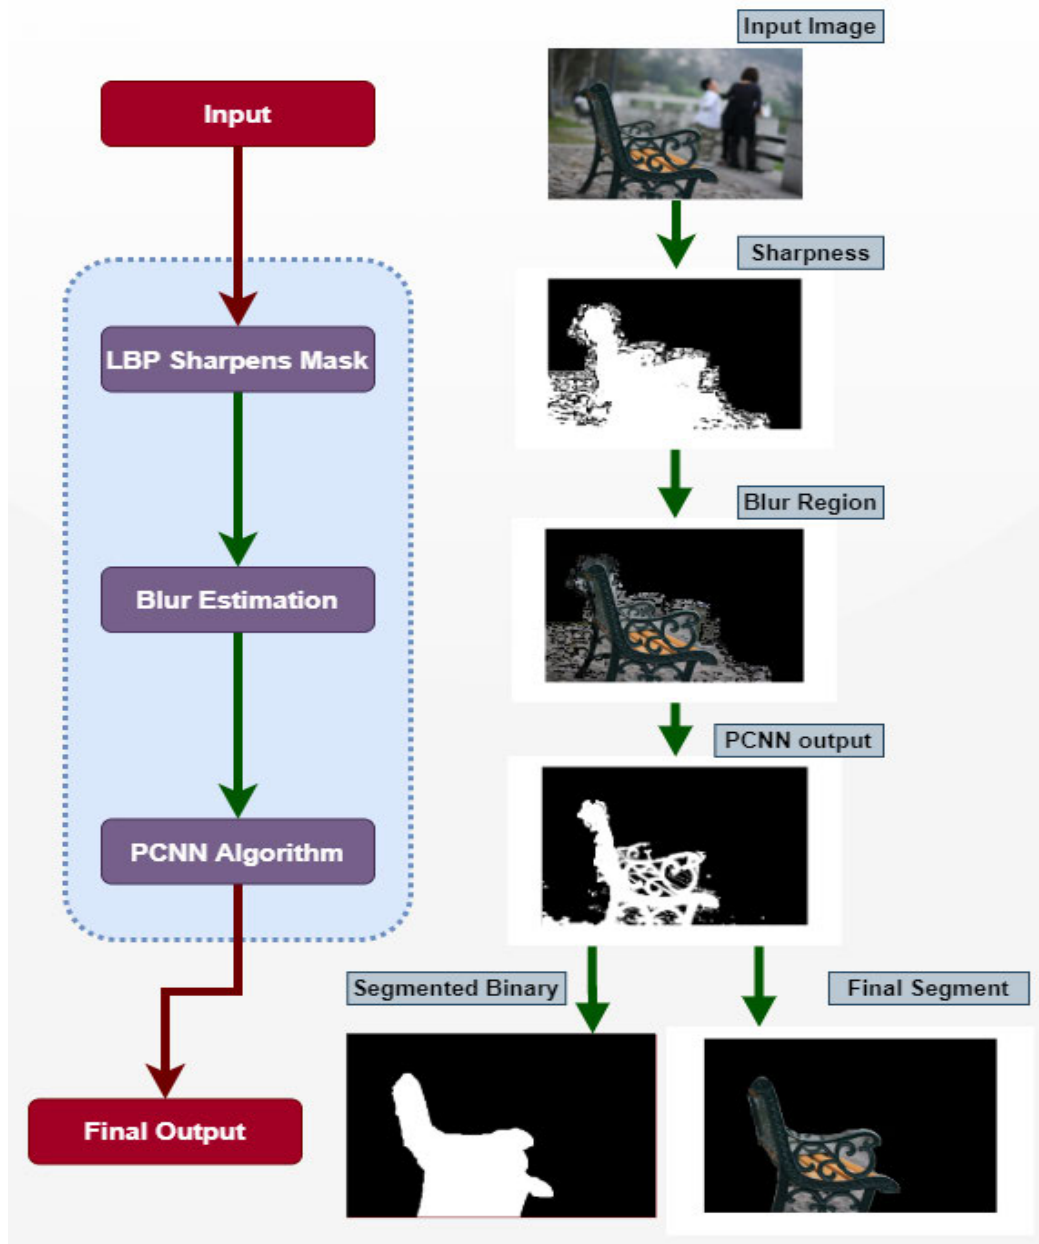 Input Image
Input
Sharpness
LBP Sharpens Mask
Blur Region
Blur Estimation
PCNN output
PCNN Algorithm
Segmented Binary
Final Segment
Final Output